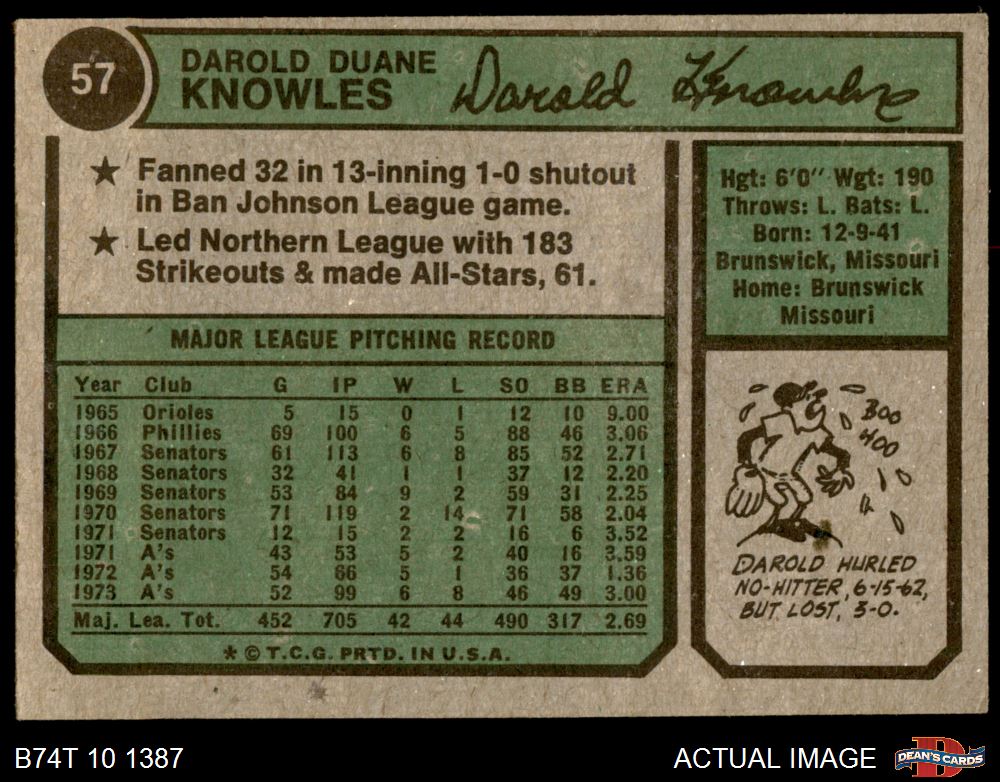 57
DAROLD DUANE
KNOWLES
Darold Knowles
★ Fanned 32 in 13-inning 1-0 shutout
in Ban Johnson League game.
★ Led Northern League with 183
Strikeouts & made All-Stars, 61.
Hgt: 6'0" Wgt: 190
Throws: L. Bats: L.
Born: 12-9-41
Brunswick, Missouri
Home: Brunswick
Missouri
MAJOR LEAGUE PITCHING RECORD
Year Club G IP W L SO BB ERA
1965 Orioles 5 15 0 1 12 10 9.00
1966 Phillies 69 100 6 5 88 46 3.06
1967 Senators 61 113 6 8 85 52 2.71
1968 Senators 32 41 1 1 37 12 2.20
1969 Senators 53 84 9 2 59 31 2.25
1970 Senators 71 119 2 14 71 58 2.04
1971 Senators 12 15 2 2 16 6 3.52
1971 A's 43 53 5 2 40 16 3.59
1972 A's 54 66 5 1 36 37 1.36
1973 A's 52 99 6 8 46 49 3.00
Maj. Lea. Tot. 452 705 42 44 490 317 2.69
* © T.C.G. PRTD. IN U.S.A.
BOO
HOO
DAROLD HURLED
NO-HITTER, 6-15-62,
BUT LOST, 3-0.
B74T 10 1387
ACTUAL IMAGE
D
DEAN'S CARDS